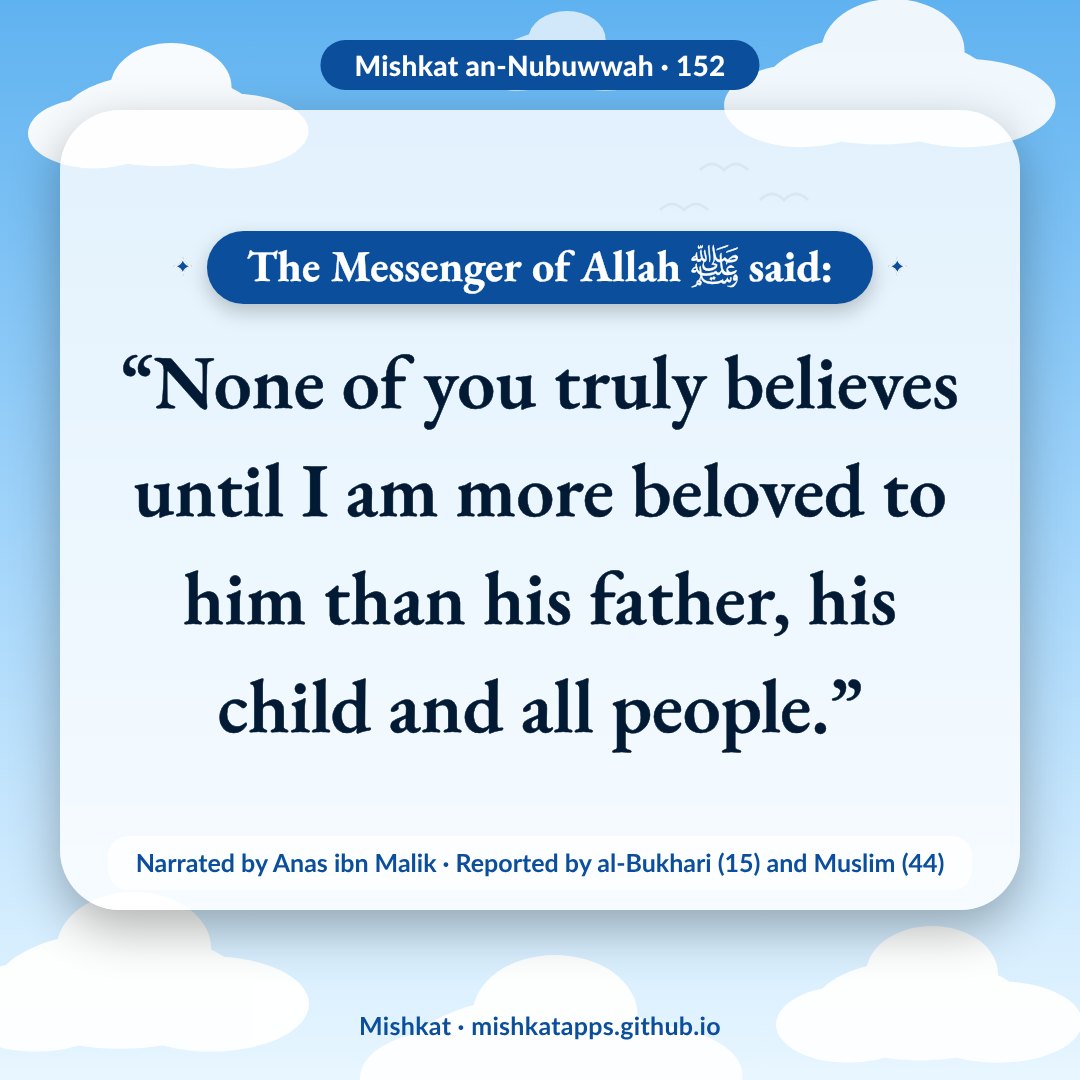 Mishkat an-Nubuwwah · 152
The Messenger of Allah ﷺ said:
“None of you truly believes
until I am more beloved to
him than his father, his
child and all people.”
Narrated by Anas ibn Malik · Reported by al-Bukhari (15) and Muslim (44)
Mishkat · mishkatapps.github.io